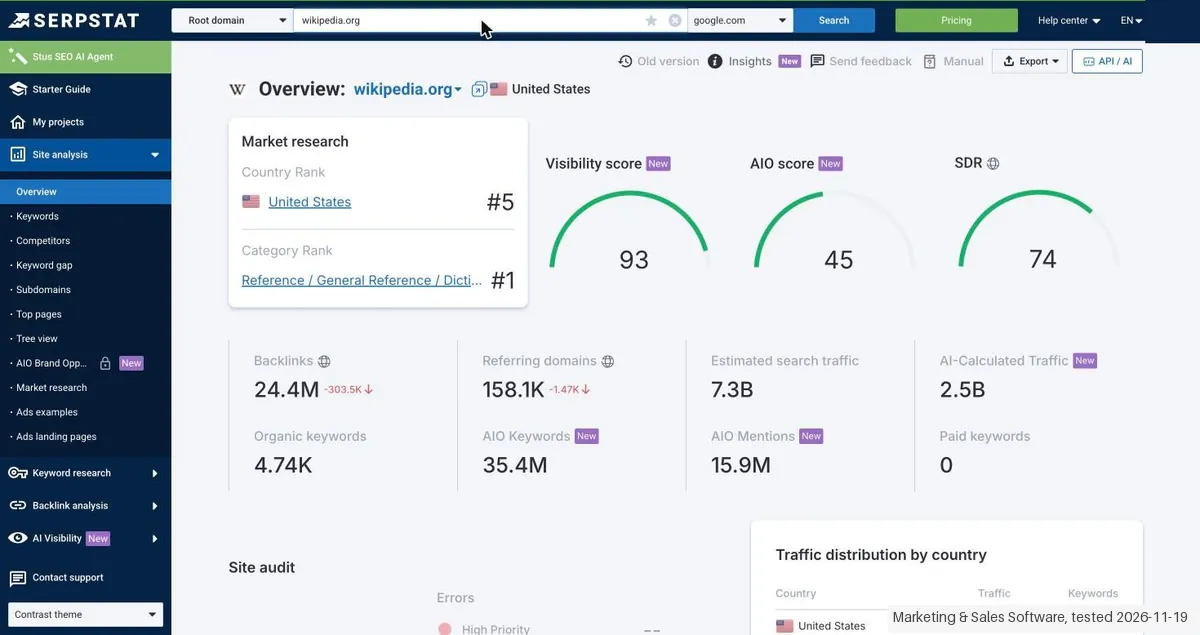 SERPSTAT
Root domain
wikipedia.org
google.com
Search
Pricing
Help center
EN
Stus SEO AI Agent
Starter Guide
My projects
Site analysis
Overview
· Keywords
· Competitors
· Keyword gap
· Subdomains
· Top pages
· Tree view
· AIO Brand Opp... New
· Market research
· Ads examples
· Ads landing pages
Keyword research
Backlink analysis
AI Visibility New
Contact support
Contrast theme
Old version
Insights New
Send feedback
Manual
Export
API / AI
W Overview: wikipedia.org United States
Market research
Country Rank
United States #5
Category Rank
Reference / General Reference / Dicti... #1
Visibility score New
93
AIO score New
45
SDR
74
Backlinks
24.4M -303.5K
Referring domains
158.1K -1.47K
Estimated search traffic
7.3B
AI-Calculated Traffic New
2.5B
Organic keywords
4.74K
AIO Keywords New
35.4M
AIO Mentions New
15.9M
Paid keywords
0
Site audit
Errors
High Priority --
Traffic distribution by country
Country Traffic Keywords
United States
Marketing & Sales Software, tested 2026-11-19